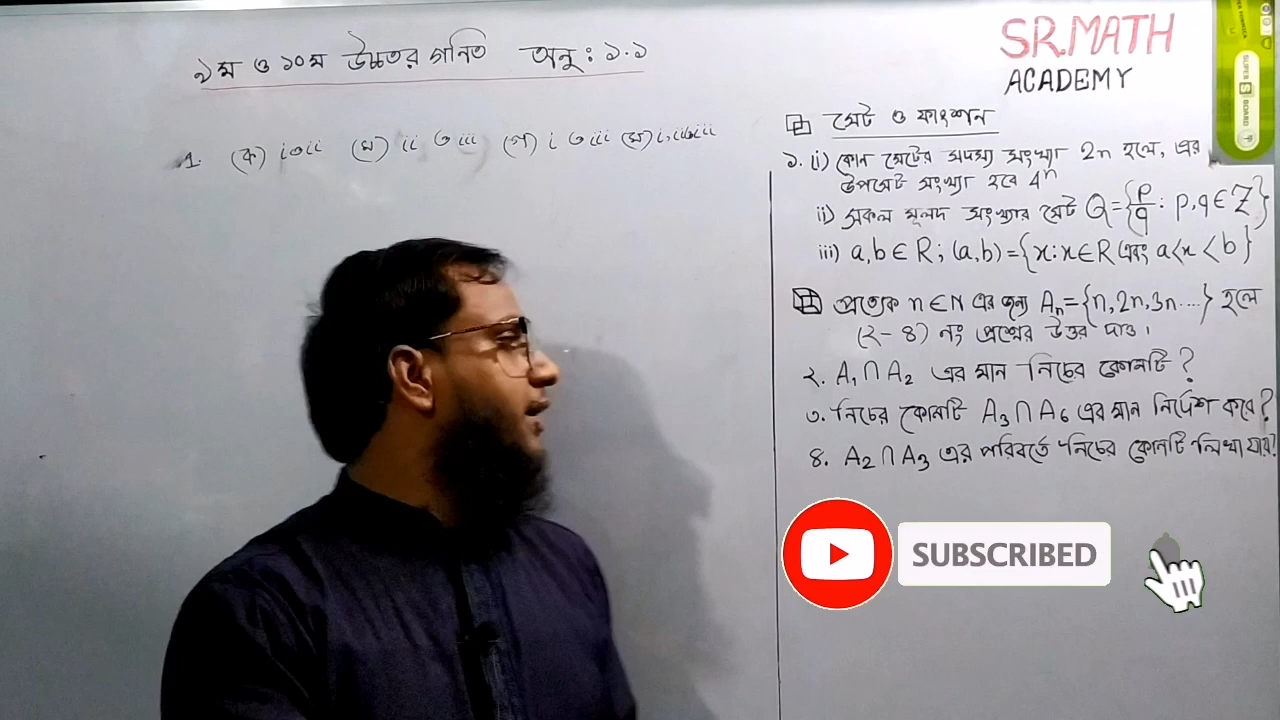 ৯ম ও ১০ম উচ্চতর গনিত অনু: ১.১
1. (ক) i ও ii (খ) ii ও iii (গ) i ও iii (ঘ) i, ii ও iii
SR.MATH
ACADEMY
সেট ও ফাংশন
১. (i) কোন সেটের সদস্য সংখ্যা 2n হলে, এর
উপসেট সংখ্যা হবে 4ⁿ
ii) সকল মূলদ সংখ্যার সেট Q = {p/q : p, q ∈ Z}
iii) a, b ∈ R; (a, b) = {x : x ∈ R এবং a < x < b}
প্রত্যেক n ∈ N এর জন্য Aₙ = {n, 2n, 3n ....} হলে
(২-৪) নং প্রশ্নের উত্তর দাও।
২. A₁ ∩ A₂ এর মান নিচের কোনটি?
৩. নিচের কোনটি A₃ ∩ A₆ এর মান নির্দেশ করে?
৪. A₂ ∩ A₃ এর পরিবর্তে নিচের কোনটি লিখা যায়?
SUPER S BOARD
SUBSCRIBED